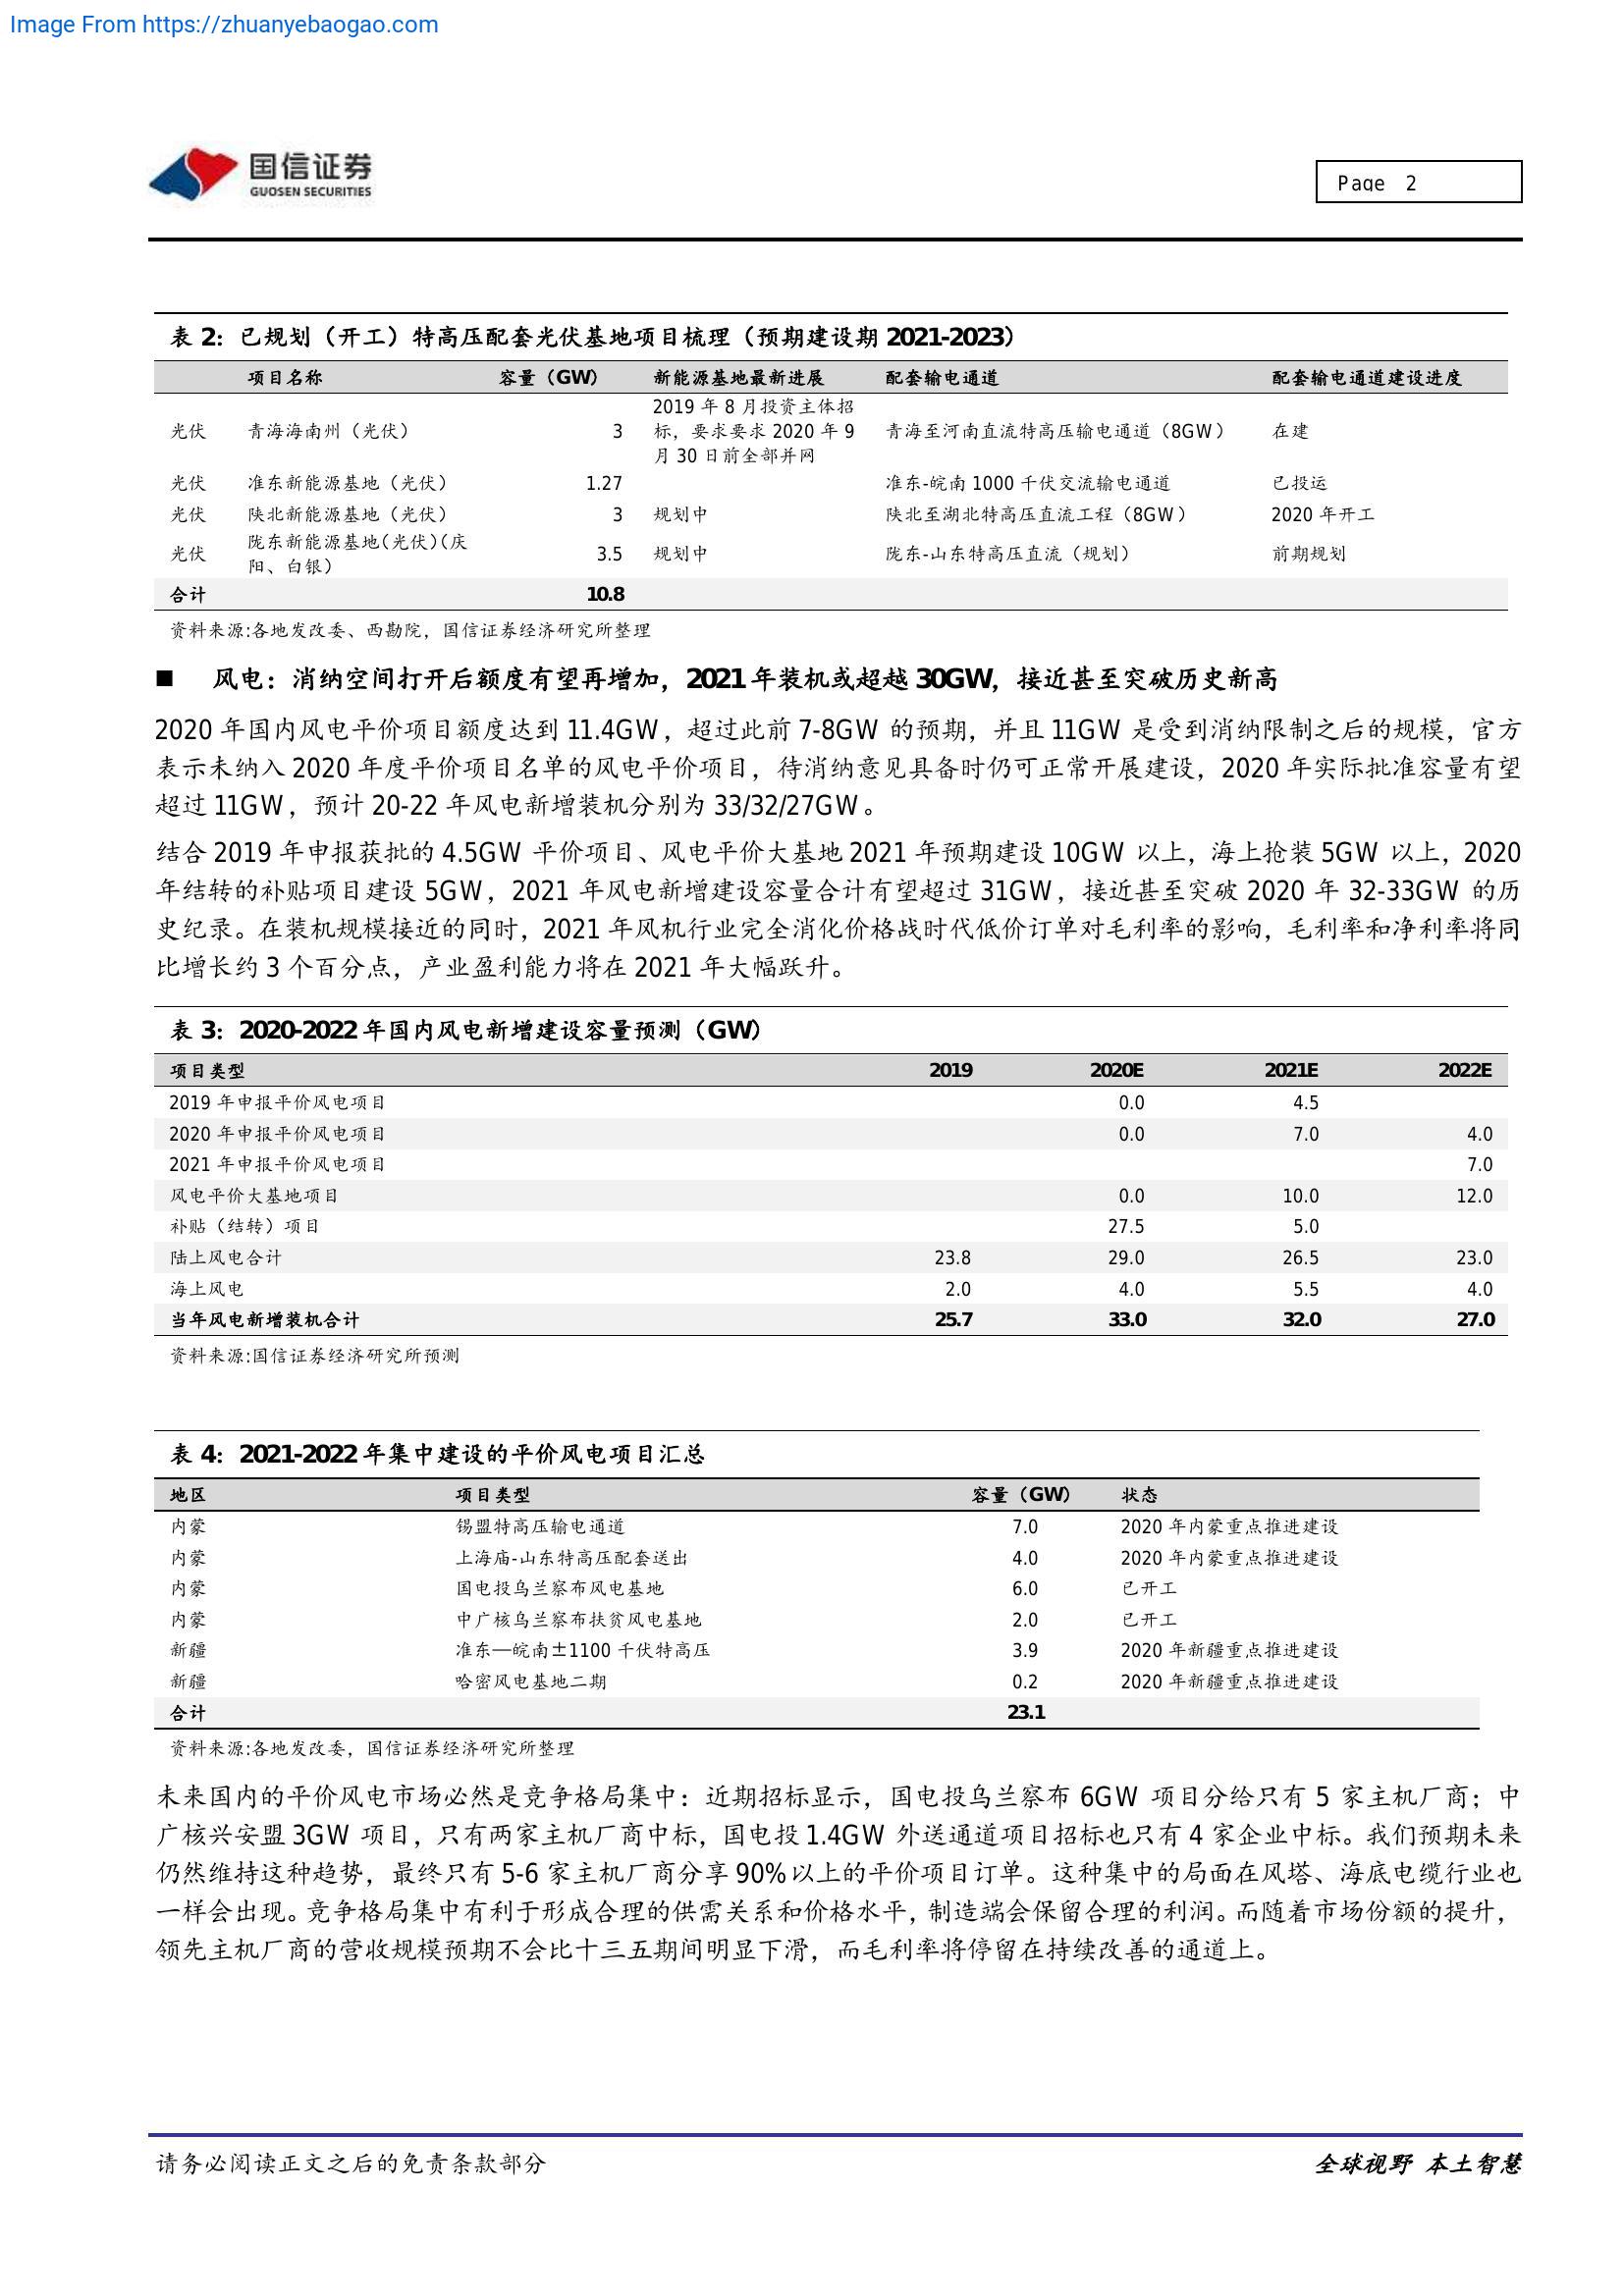 Image From https://zhuanyebaogao.com
国信证券
GUOSEN SECURITIES
Page 2
表 2：已规划（开工）特高压配套光伏基地项目梳理（预期建设期 2021-2023）
项目名称 容量（GW） 新能源基地最新进展 配套输电通道 配套输电通道建设进度
光伏 青海海南州（光伏） 3 2019 年 8 月投资主体招标，要求要求 2020 年 9 月 30 日前全部并网 青海至河南直流特高压输电通道（8GW） 在建
光伏 准东新能源基地（光伏） 1.27 准东-皖南 1000 千伏交流输电通道 已投运
光伏 陕北新能源基地（光伏） 3 规划中 陕北至湖北特高压直流工程（8GW） 2020 年开工
光伏 陇东新能源基地(光伏)(庆阳、白银） 3.5 规划中 陇东-山东特高压直流（规划） 前期规划
合计 10.8
资料来源:各地发改委、西勘院，国信证券经济研究所整理
■ 风电：消纳空间打开后额度有望再增加，2021 年装机或超越 30GW，接近甚至突破历史新高
2020 年国内风电平价项目额度达到 11.4GW，超过此前 7-8GW 的预期，并且 11GW 是受到消纳限制之后的规模，官方
表示未纳入 2020 年度平价项目名单的风电平价项目，待消纳意见具备时仍可正常开展建设，2020 年实际批准容量有望
超过 11GW，预计 20-22 年风电新增装机分别为 33/32/27GW。
结合 2019 年申报获批的 4.5GW 平价项目、风电平价大基地 2021 年预期建设 10GW 以上，海上抢装 5GW 以上，2020
年结转的补贴项目建设 5GW，2021 年风电新增建设容量合计有望超过 31GW，接近甚至突破 2020 年 32-33GW 的历
史纪录。在装机规模接近的同时，2021 年风机行业完全消化价格战时代低价订单对毛利率的影响，毛利率和净利率将同
比增长约 3 个百分点，产业盈利能力将在 2021 年大幅跃升。
表 3：2020-2022 年国内风电新增建设容量预测（GW）
项目类型 2019 2020E 2021E 2022E
2019 年申报平价风电项目 0.0 4.5
2020 年申报平价风电项目 0.0 7.0 4.0
2021 年申报平价风电项目 7.0
风电平价大基地项目 0.0 10.0 12.0
补贴（结转）项目 27.5 5.0
陆上风电合计 23.8 29.0 26.5 23.0
海上风电 2.0 4.0 5.5 4.0
当年风电新增装机合计 25.7 33.0 32.0 27.0
资料来源:国信证券经济研究所预测
表 4：2021-2022 年集中建设的平价风电项目汇总
地区 项目类型 容量（GW） 状态
内蒙 锡盟特高压输电通道 7.0 2020 年内蒙重点推进建设
内蒙 上海庙-山东特高压配套送出 4.0 2020 年内蒙重点推进建设
内蒙 国电投乌兰察布风电基地 6.0 已开工
内蒙 中广核乌兰察布扶贫风电基地 2.0 已开工
新疆 准东—皖南±1100 千伏特高压 3.9 2020 年新疆重点推进建设
新疆 哈密风电基地二期 0.2 2020 年新疆重点推进建设
合计 23.1
资料来源:各地发改委，国信证券经济研究所整理
未来国内的平价风电市场必然是竞争格局集中：近期招标显示，国电投乌兰察布 6GW 项目分给只有 5 家主机厂商；中
广核兴安盟 3GW 项目，只有两家主机厂商中标，国电投 1.4GW 外送通道项目招标也只有 4 家企业中标。我们预期未来
仍然维持这种趋势，最终只有 5-6 家主机厂商分享 90%以上的平价项目订单。这种集中的局面在风塔、海底电缆行业也
一样会出现。竞争格局集中有利于形成合理的供需关系和价格水平，制造端会保留合理的利润。而随着市场份额的提升，
领先主机厂商的营收规模预期不会比十三五期间明显下滑，而毛利率将停留在持续改善的通道上。
请务必阅读正文之后的免责条款部分
全球视野 本土智慧